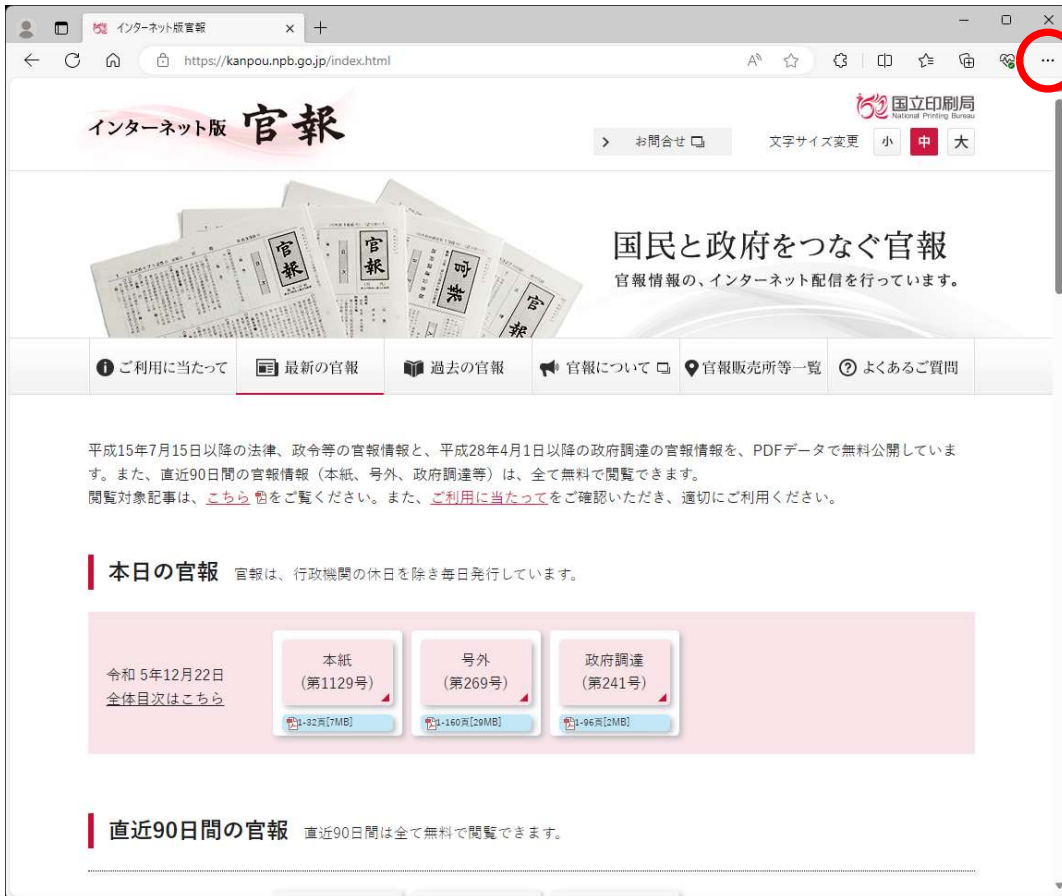 インターネット版官報
https://kanpou.npb.go.jp/index.html
インターネット版 官報
国立印刷局
National Printing Bureau
お問合せ
文字サイズ変更 小 中 大
官報
官報
官報
官報
国民と政府をつなぐ官報
官報情報の、インターネット配信を行っています。
ご利用に当たって 最新の官報 過去の官報 官報について 官報販売所等一覧 よくあるご質問
平成15年7月15日以降の法律、政令等の官報情報と、平成28年4月1日以降の政府調達の官報情報を、PDFデータで無料公開していま
す。また、直近90日間の官報情報（本紙、号外、政府調達等）は、全て無料で閲覧できます。
閲覧対象記事は、こちら をご覧ください。また、ご利用に当たってをご確認いただき、適切にご利用ください。
本日の官報 官報は、行政機関の休日を除き毎日発行しています。
令和 5年12月22日
全体目次はこちら
本紙
(第1129号)
1-32頁[7MB]
号外
(第269号)
1-160頁[29MB]
政府調達
(第241号)
1-96頁[2MB]
直近90日間の官報 直近90日間は全て無料で閲覧できます。